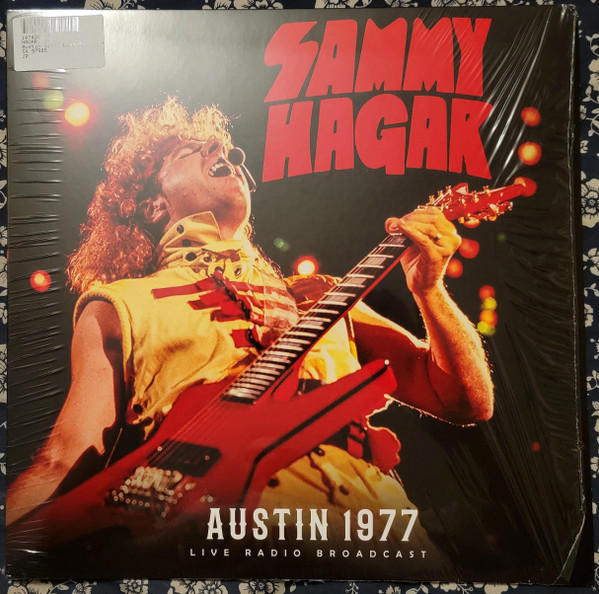 SAMMY
HAGAR
AUSTIN 1977
LIVE RADIO BROADCAST